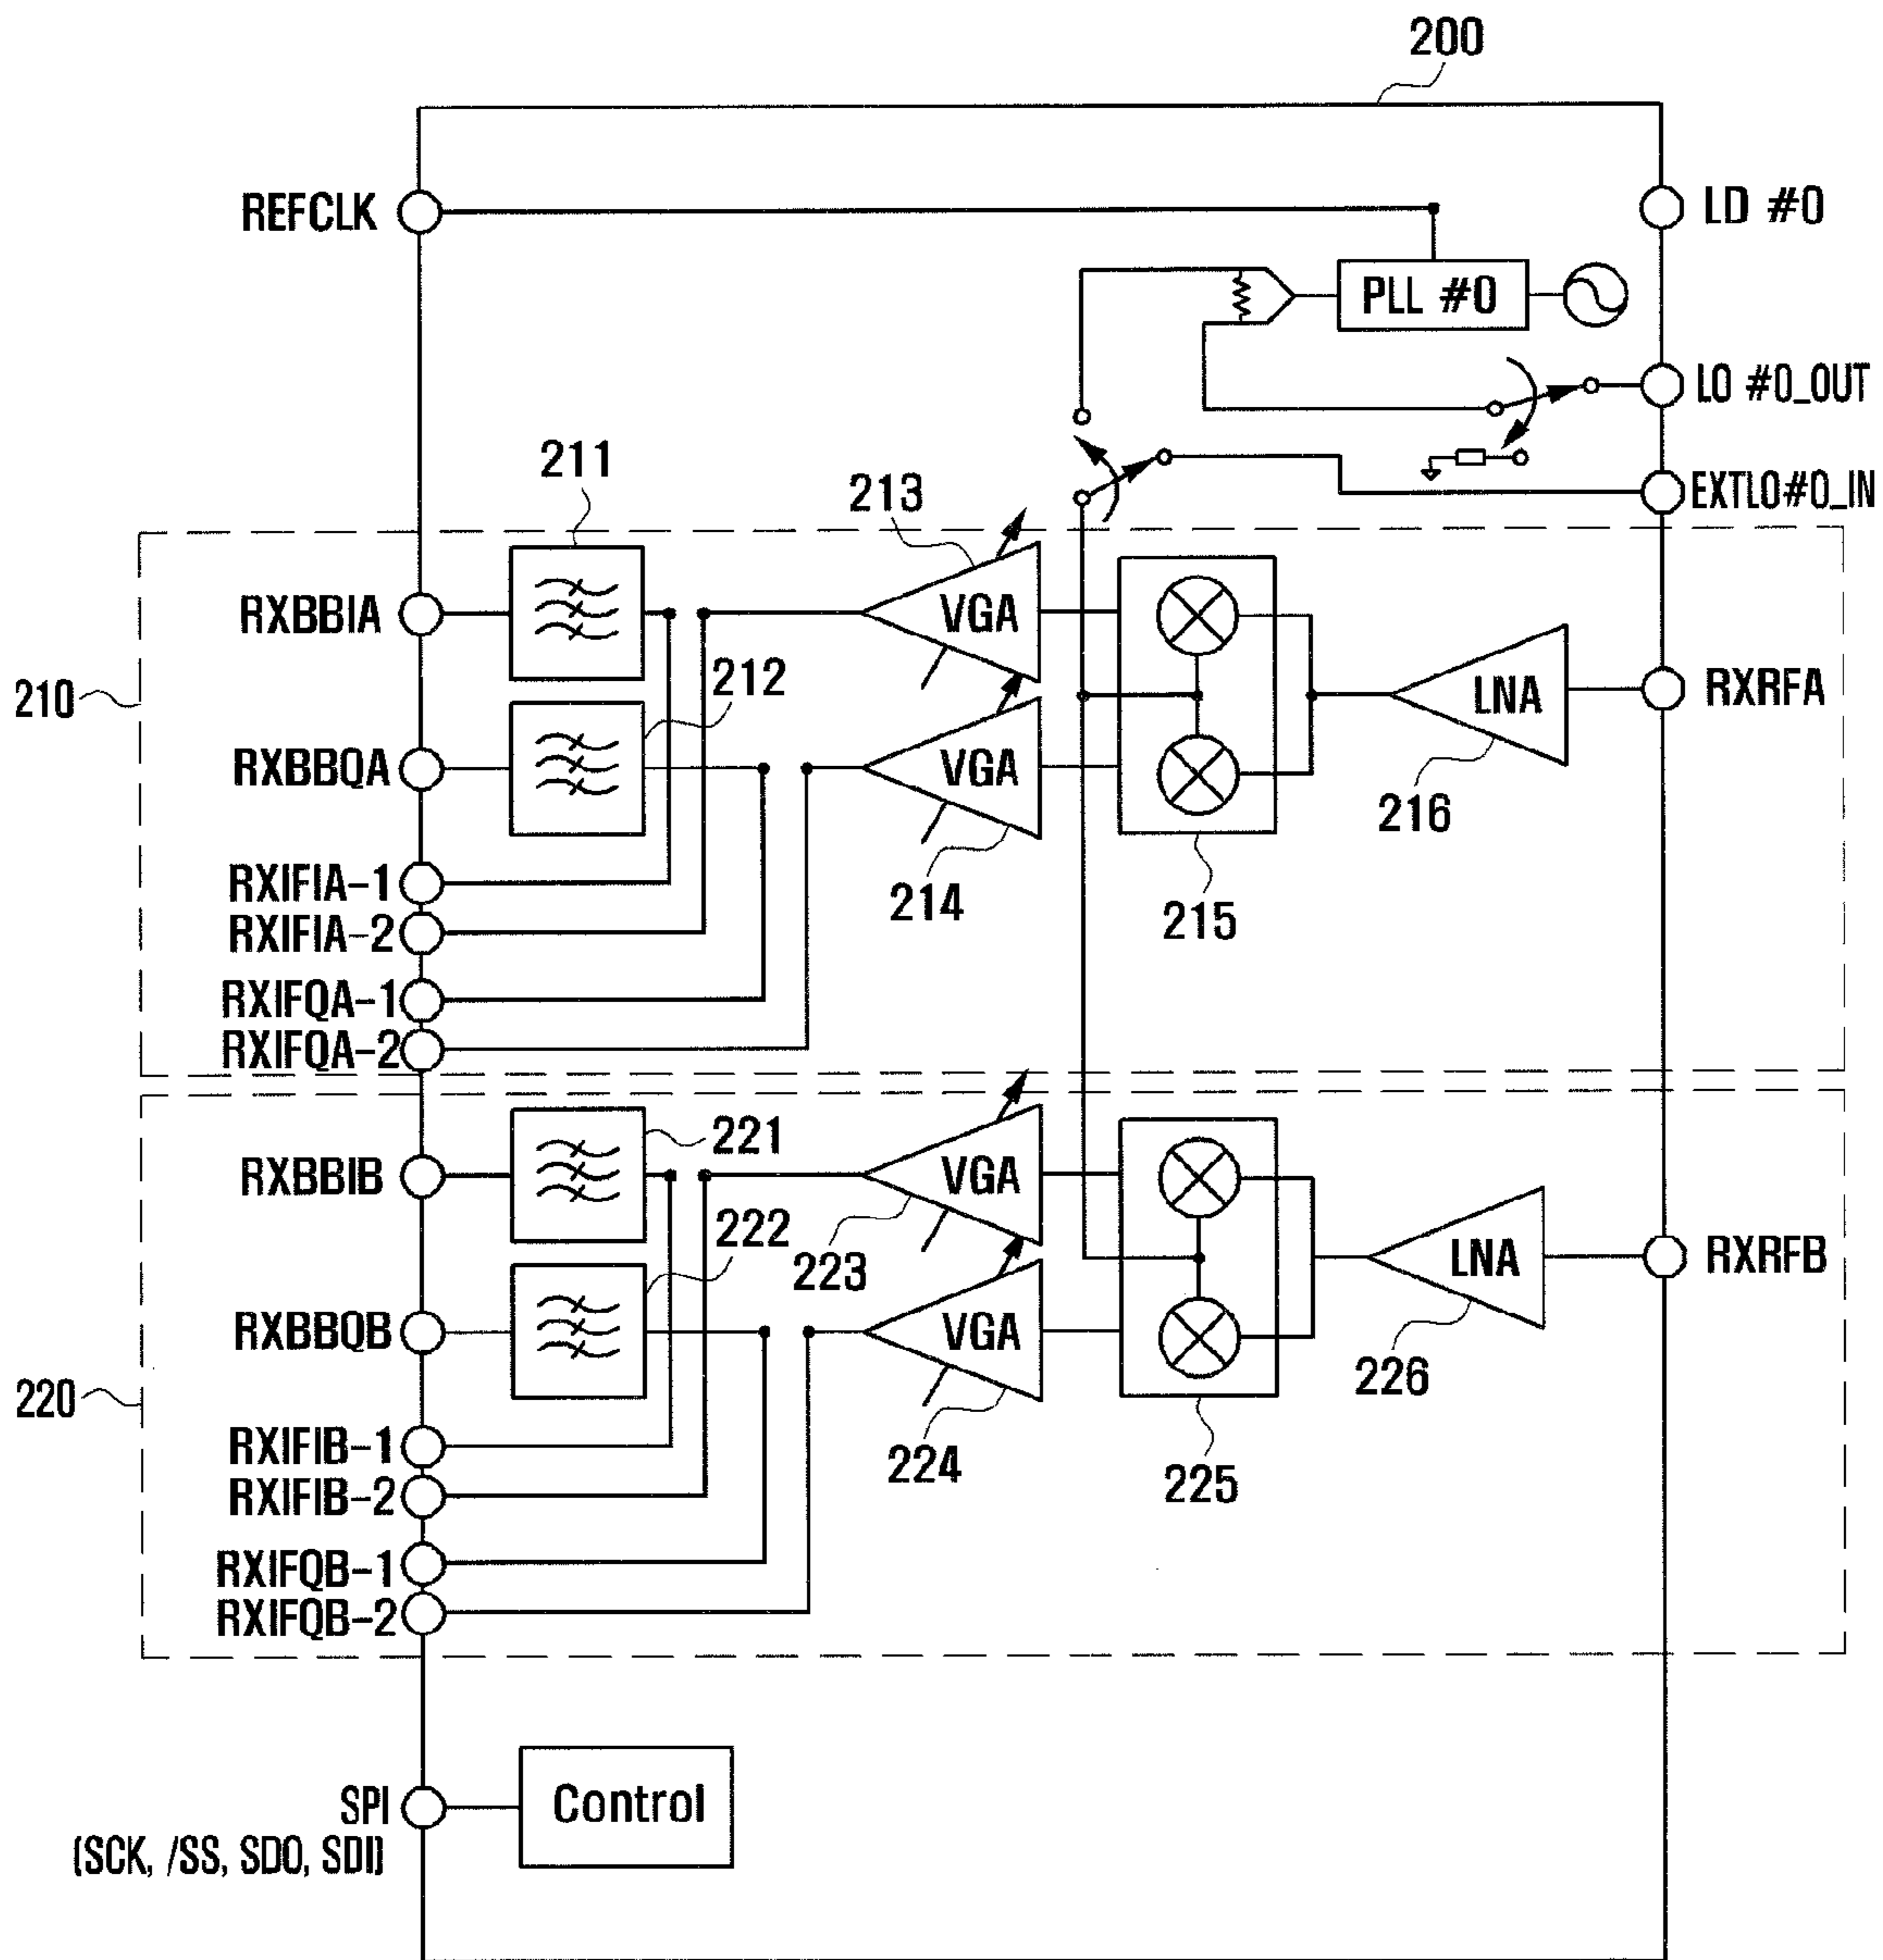 200
REFCLK
LD #0
PLL #0
LO #0_OUT
EXTLO#0_IN
211
213
RXBBIA
VGA
212
210
LNA
RXRFA
RXBBQA
VGA
216
RXIFIA-1
214
215
RXIFIA-2
RXIFQA-1
RXIFQA-2
221
RXBBIB
VGA
222
223
LNA
RXRFB
RXBBQB
VGA
226
220
RXIFIB-1
224
225
RXIFIB-2
RXIFQB-1
RXIFQB-2
SPI
Control
(SCK, /SS, SDO, SDI)